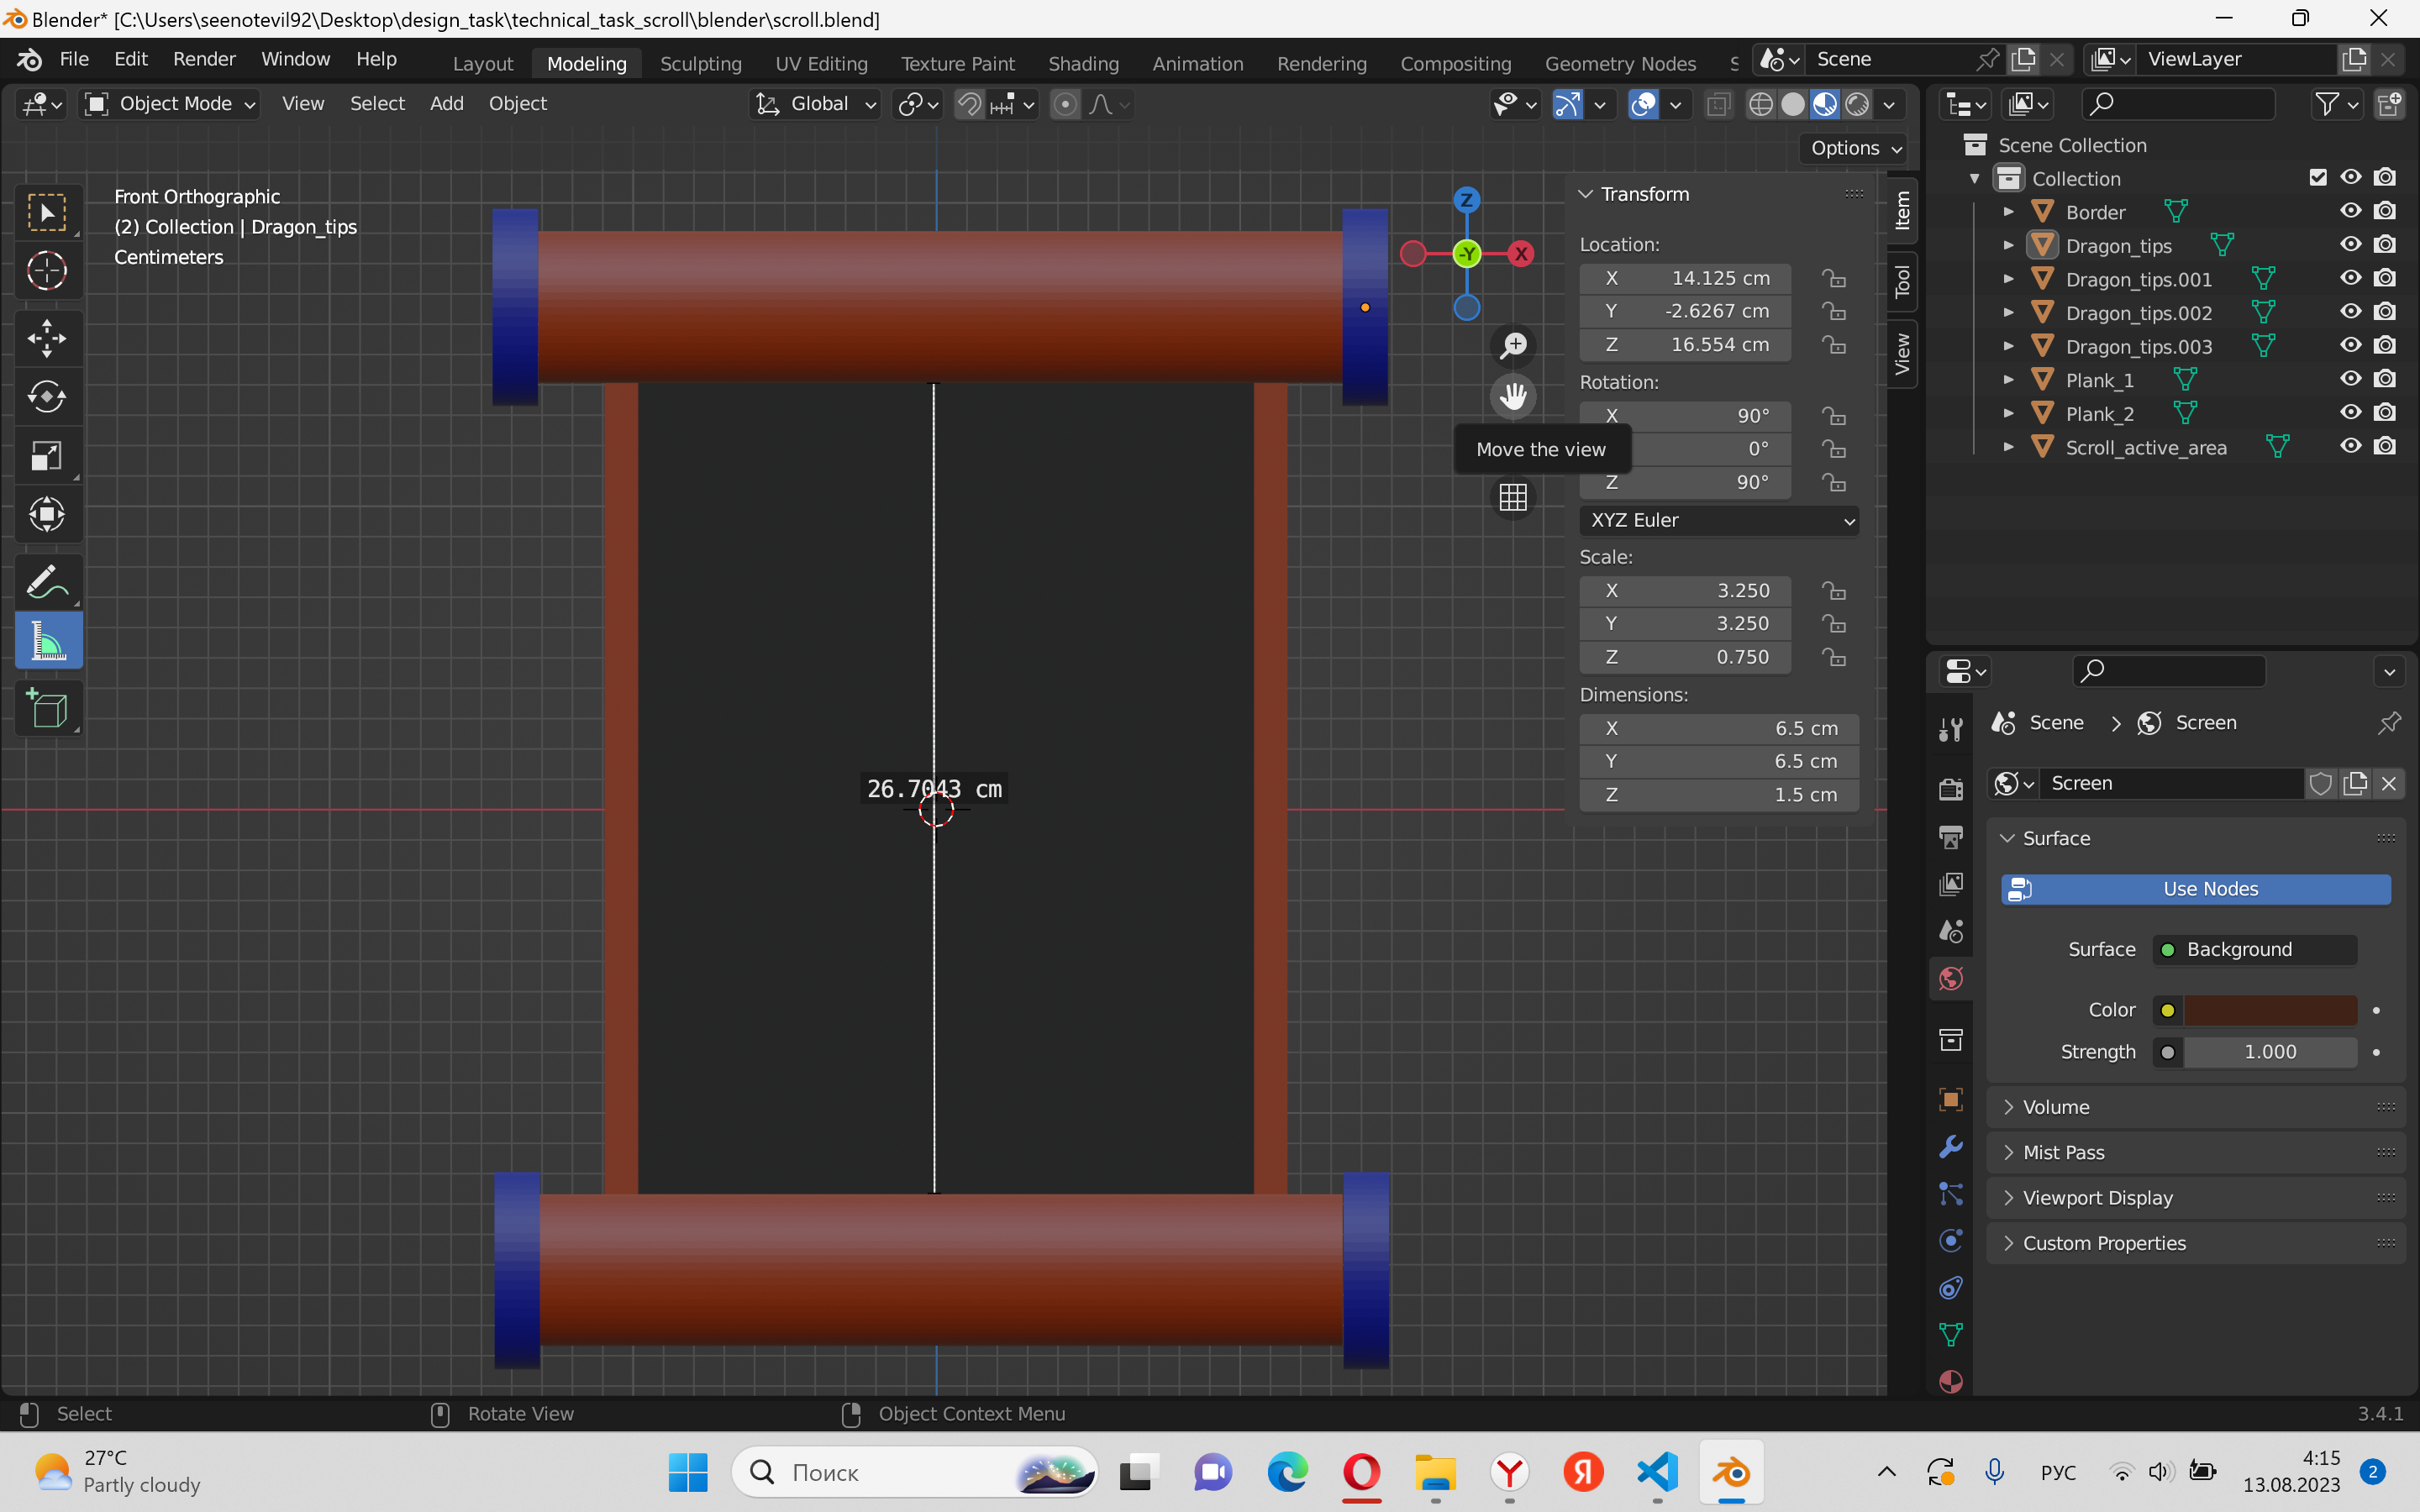 Blender* [C:\Users\seenotevil92\Desktop\design_task\technical_task_scroll\blender\scroll.blend]
File Edit Render Window Help Layout Modeling Sculpting UV Editing Texture Paint Shading Animation Rendering Compositing Geometry Nodes S Scene ViewLayer
Object Mode View Select Add Object Global
Options
Front Orthographic
(2) Collection | Dragon_tips
Centimeters
Z
-Y
X
26.7043 cm
Move the view
Transform
Location:
X 14.125 cm
Y -2.6267 cm
Z 16.554 cm
Rotation:
X 90°
0°
Z 90°
XYZ Euler
Scale:
X 3.250
Y 3.250
Z 0.750
Dimensions:
X 6.5 cm
Y 6.5 cm
Z 1.5 cm
Item
Tool
View
Scene Collection
Collection
Border
Dragon_tips
Dragon_tips.001
Dragon_tips.002
Dragon_tips.003
Plank_1
Plank_2
Scroll_active_area
Scene > Screen
Screen
Surface
Use Nodes
Surface Background
Color
Strength 1.000
Volume
Mist Pass
Viewport Display
Custom Properties
Select Rotate View Object Context Menu 3.4.1
27°C
Partly cloudy
Поиск
РУС
4:15
13.08.2023
2